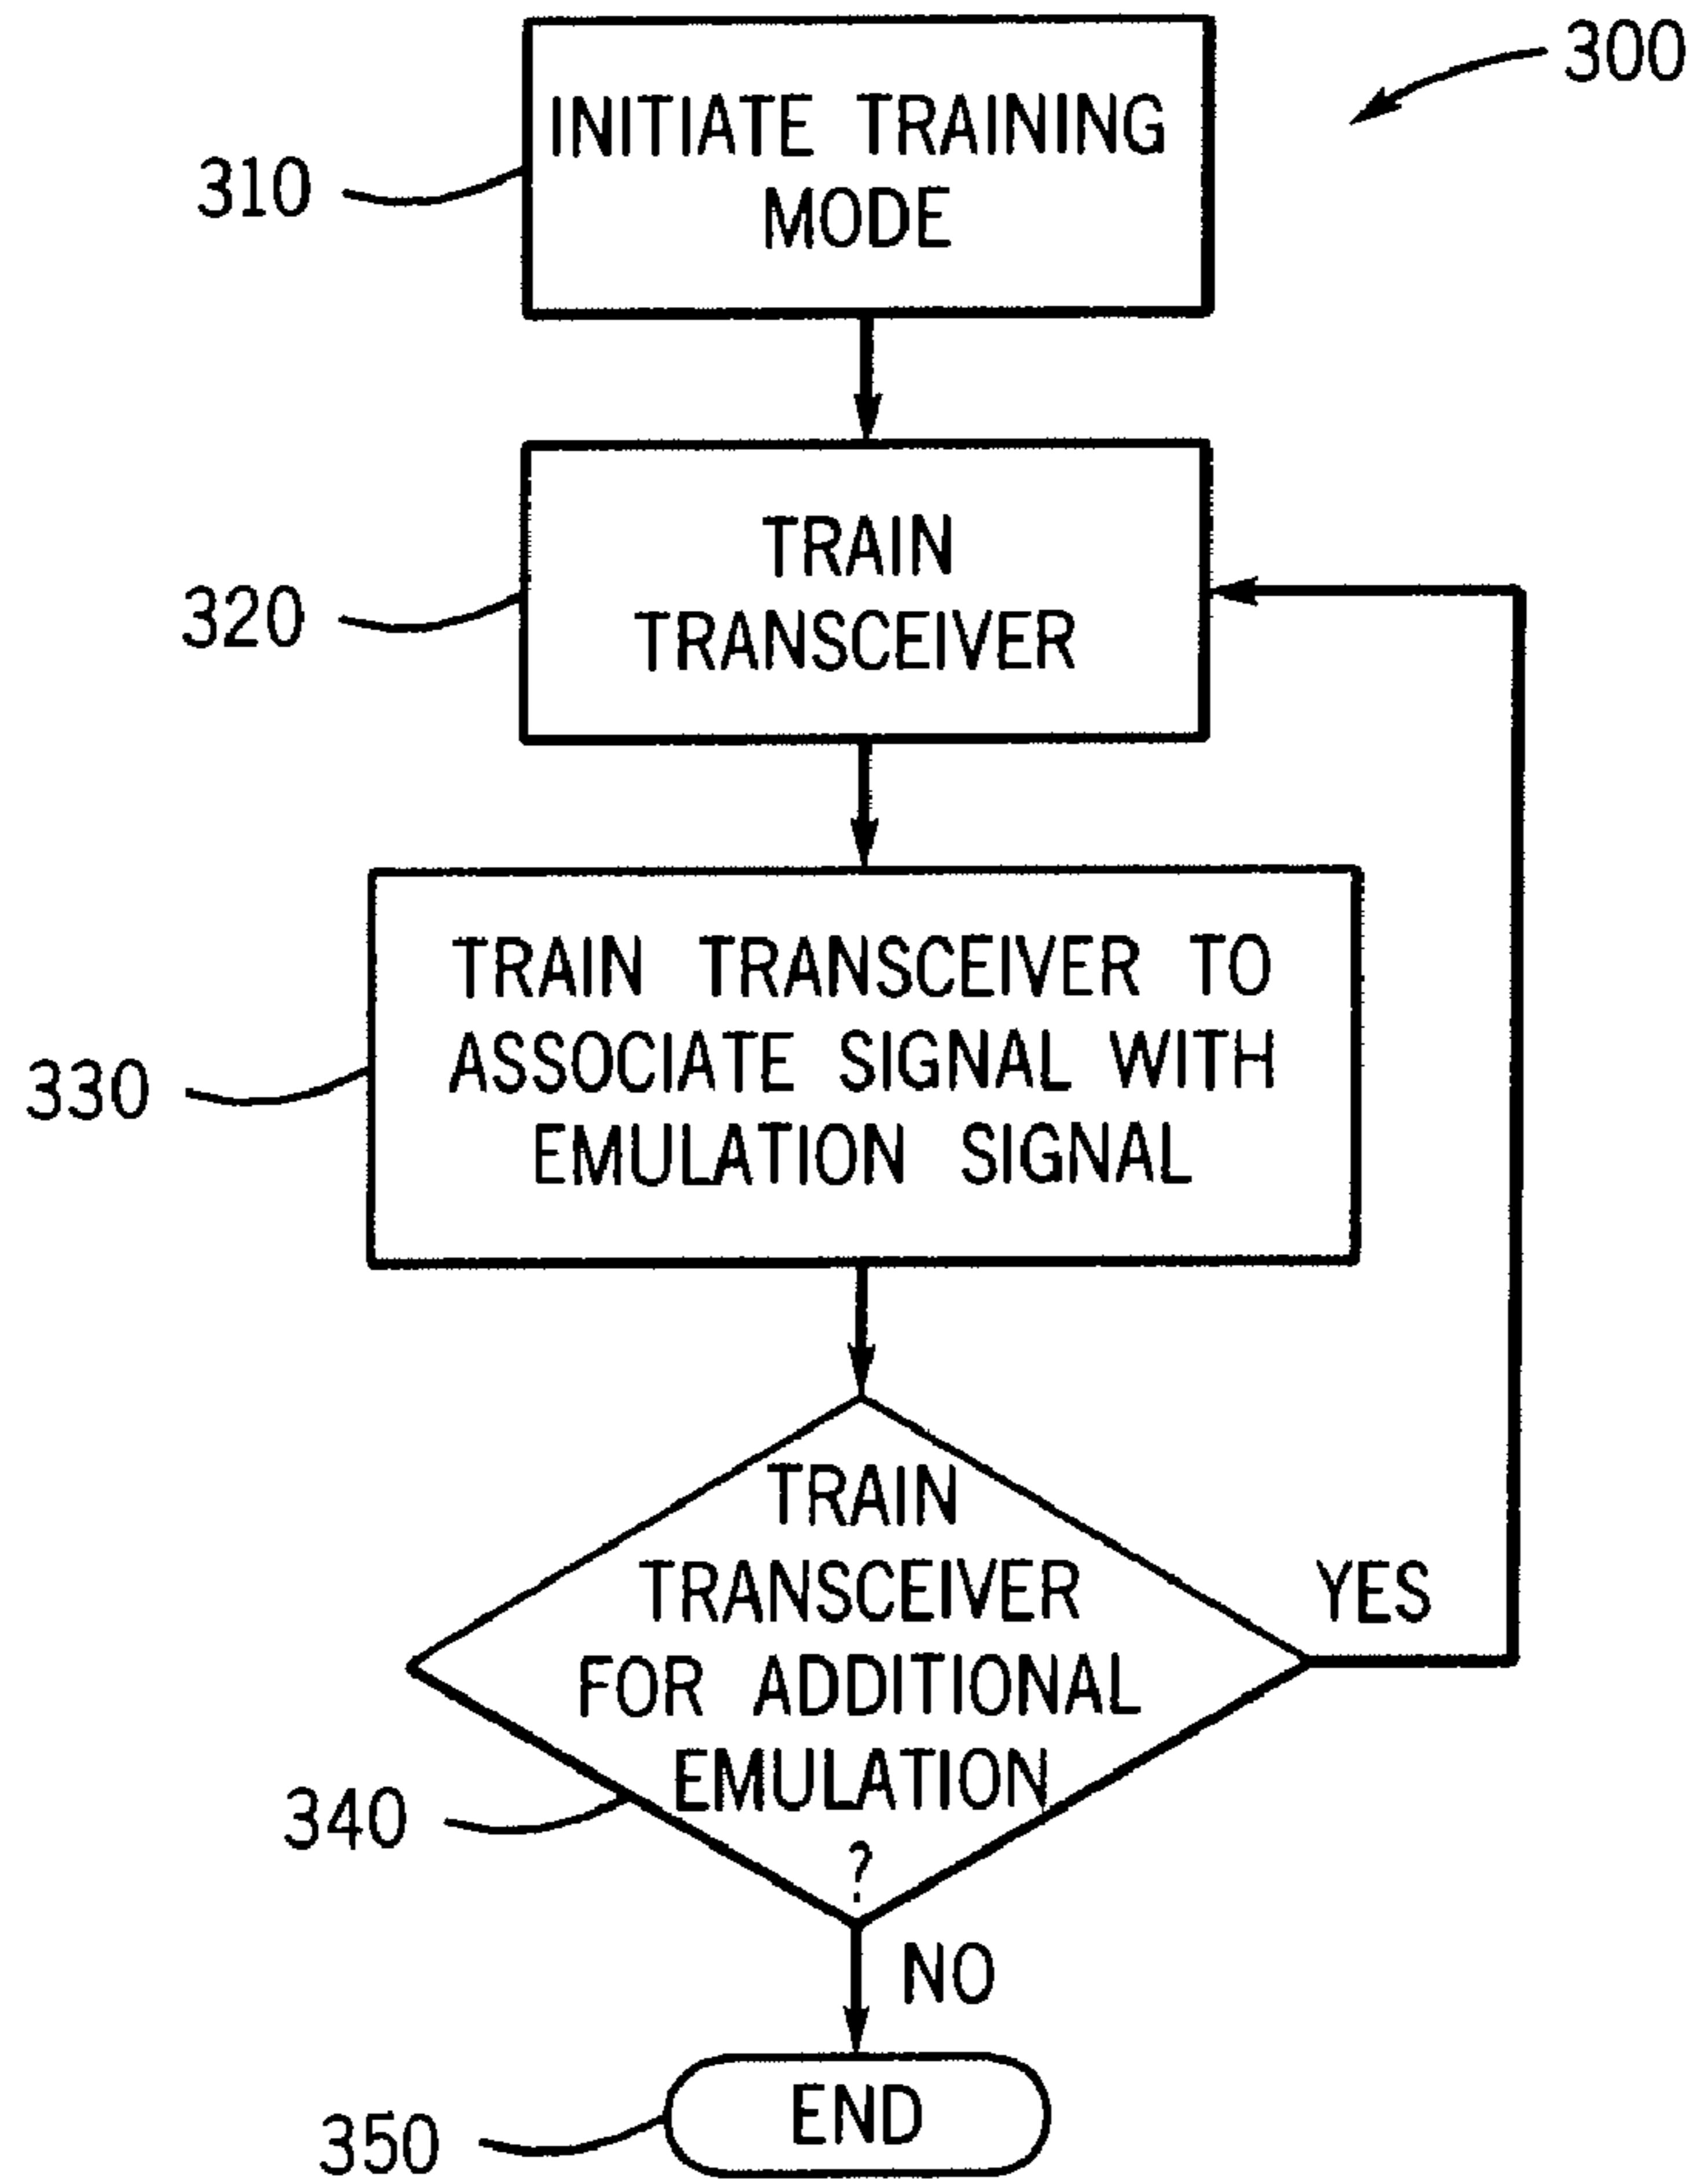 300
310
INITIATE TRAINING
MODE
320
TRAIN
TRANSCEIVER
330
TRAIN TRANSCEIVER TO
ASSOCIATE SIGNAL WITH
EMULATION SIGNAL
340
TRAIN
TRANSCEIVER
FOR ADDITIONAL
EMULATION
?
YES
NO
350
END